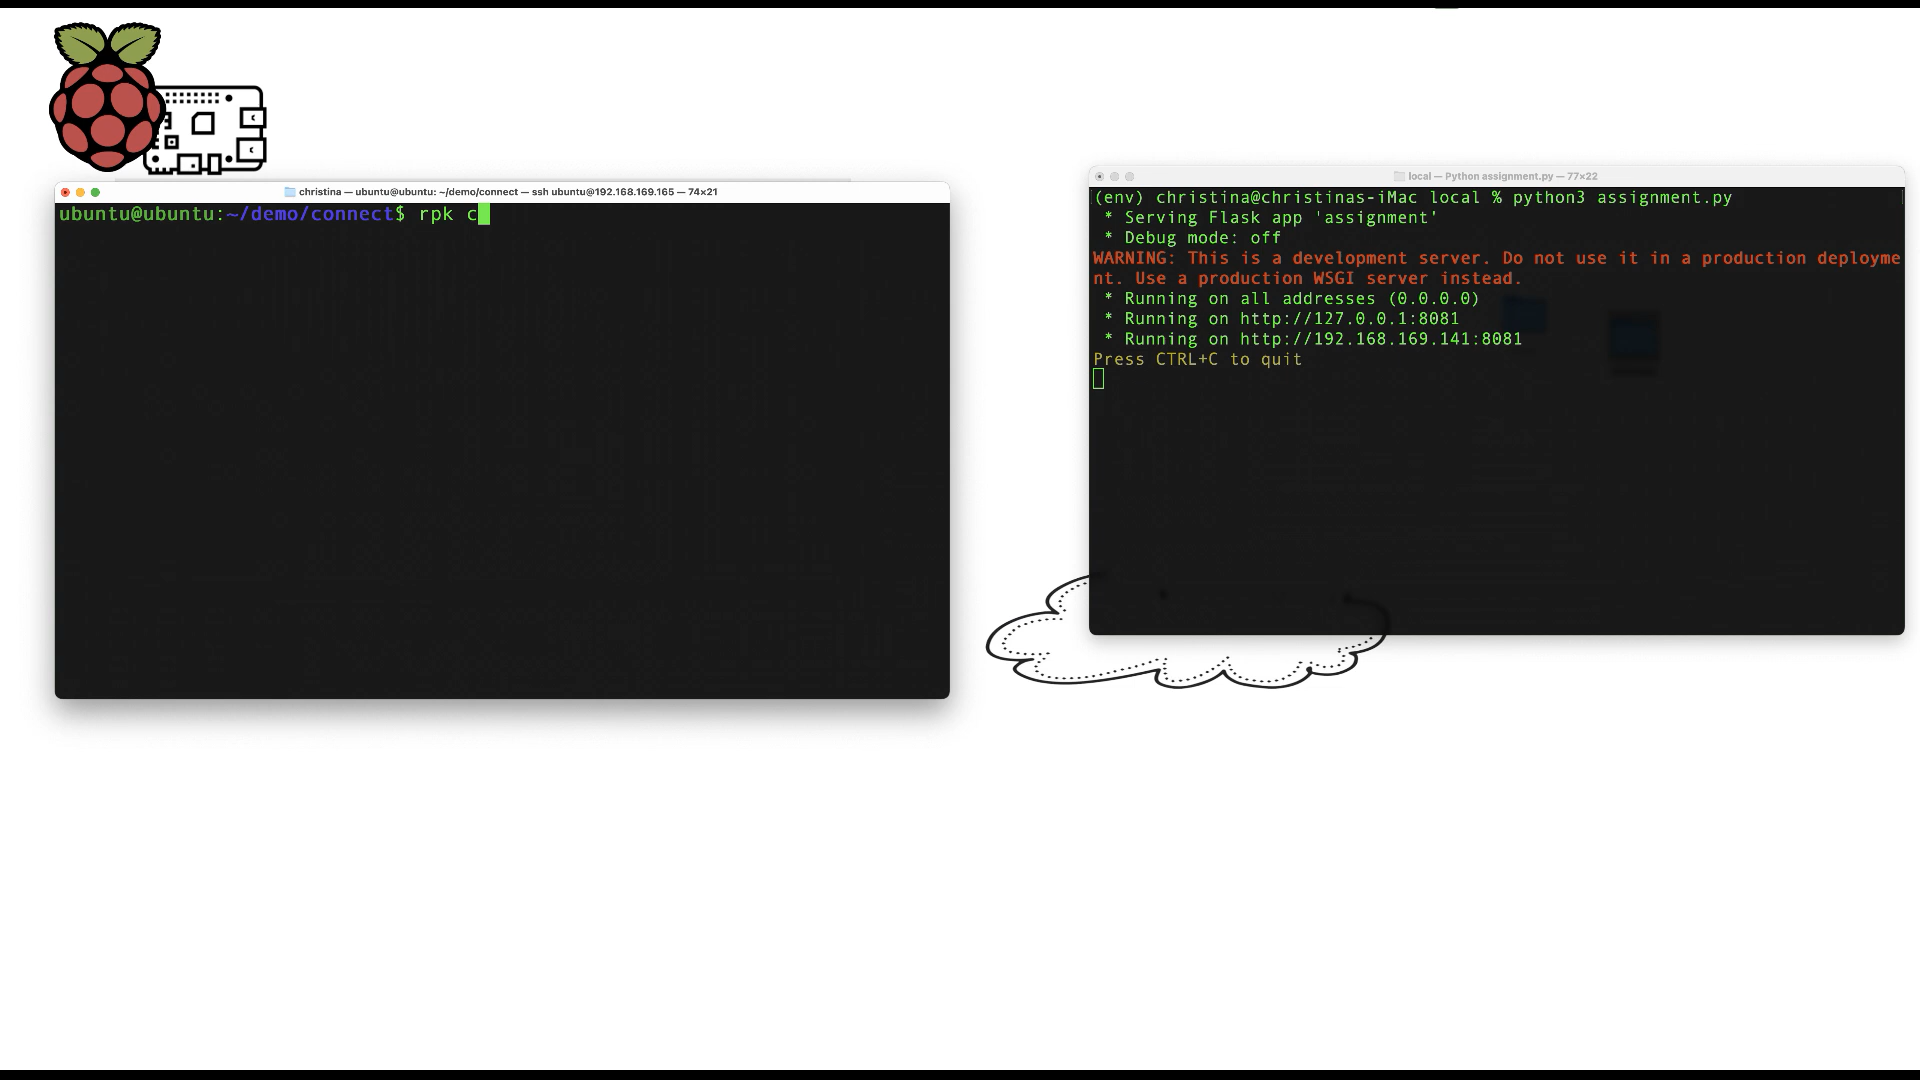 christina — ubuntu@ubuntu: ~/demo/connect — ssh ubuntu@192.168.169.165 — 74×21
ubuntu@ubuntu:~/demo/connect$ rpk c
local — Python assignment.py — 77×22
(env) christina@christinas-iMac local % python3 assignment.py
* Serving Flask app 'assignment'
* Debug mode: off
WARNING: This is a development server. Do not use it in a production deployme
nt. Use a production WSGI server instead.
* Running on all addresses (0.0.0.0)
* Running on http://127.0.0.1:8081
* Running on http://192.168.169.141:8081
Press CTRL+C to quit